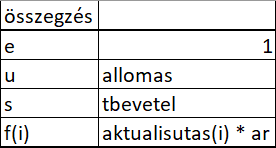 összegzés
e 1
u allomas
s tbevetel
f(i) aktualisutas(i) * ar